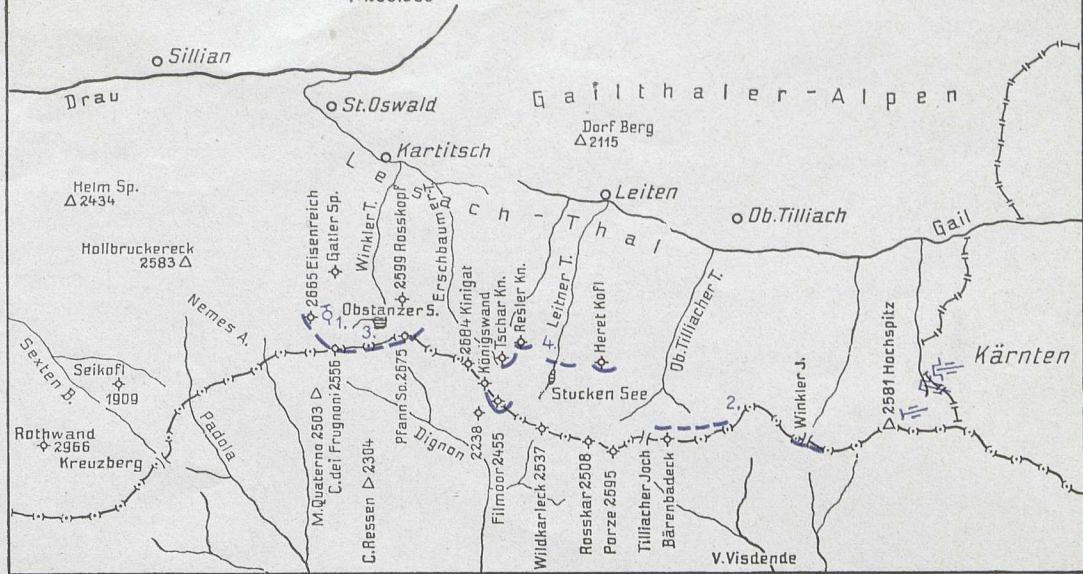 Sillian
Drau
St.Oswald
Gailthaler-Alpen
Dorf Berg
2115
Kartitsch
Lesach-Thal
Leiten
Ob.Tilliach
Gail
Helm Sp.
2434
Hollbruckereck
2583
2665 Eisenreich
Gatler Sp.
Winkler T.
2599 Rosskopf
Erschbaum
Obstanzer S.
1.
3.
2684 Kinigat
Königswand
Tschar Kn.
Resler Kn.
Leitner T.
4.
Heret Kofl
Stucken See
Ob.Tilliacher T.
2.
Winkler J.
2581 Hochspitz
Kärnten
Nemes A.
Sexten B.
Seikofl
1909
Rothwand
2966
Kreuzberg
Padola
M.Quaterno 2503
C.dei Frugnoni 2556
C.Ressen 2304
Pfann Sp.2575
Dignon
2238
Filmoor 2455
Wildkarleck 2537
Rosskar 2508
Porze 2595
Tilliacher Joch
Bärenbadeck
V.Visdende